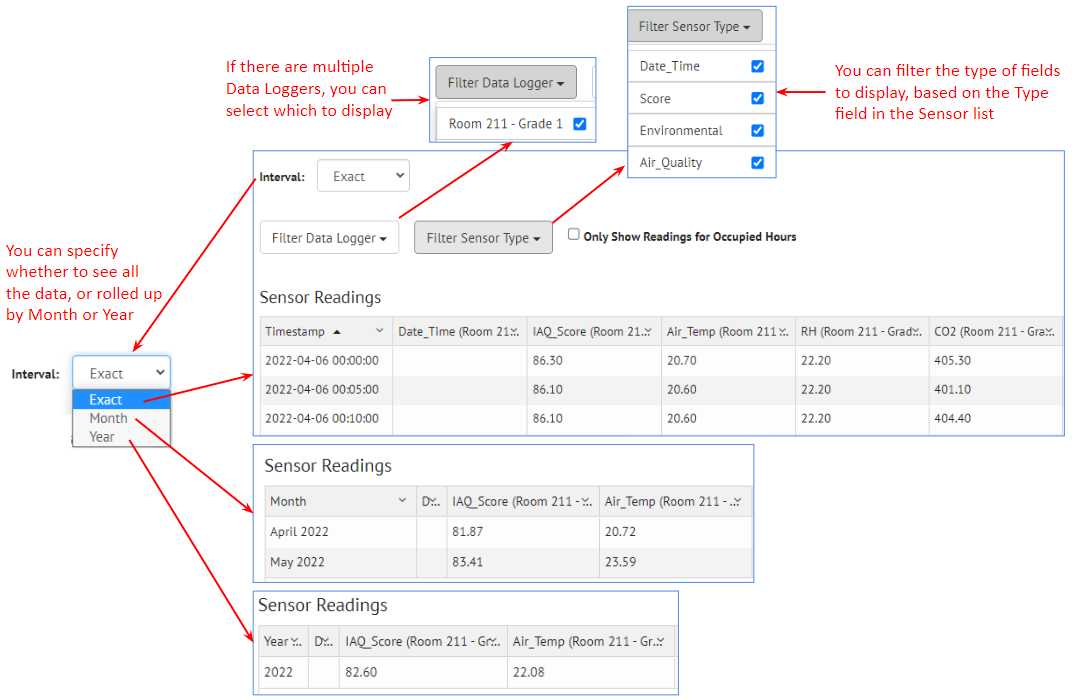 If there are multiple
Data Loggers, you can
select which to display
Filter Data Logger
Room 211 - Grade 1
Filter Sensor Type
Date_Time
Score
Environmental
Air_Quality
You can filter the type of fields
to display, based on the Type
field in the Sensor list
Interval: Exact
Filter Data Logger Filter Sensor Type Only Show Readings for Occupied Hours
Sensor Readings
Timestamp Date_Time (Room 21... IAQ_Score (Room 21... Air_Temp (Room 211 ... RH (Room 211 - Grad... CO2 (Room 211 - Gra...
2022-04-06 00:00:00 86.30 20.70 22.20 405.30
2022-04-06 00:05:00 86.10 20.60 22.20 401.10
2022-04-06 00:10:00 86.10 20.60 22.20 404.40
You can specify
whether to see all
the data, or rolled up
by Month or Year
Interval: Exact
Exact
Month
Year
Sensor Readings
Month D... IAQ_Score (Room 211 - ... Air_Temp (Room 211 - ...
April 2022 81.87 20.72
May 2022 83.41 23.59
Sensor Readings
Year ... D... IAQ_Score (Room 211 - Gr... Air_Temp (Room 211 - Gr...
2022 82.60 22.08